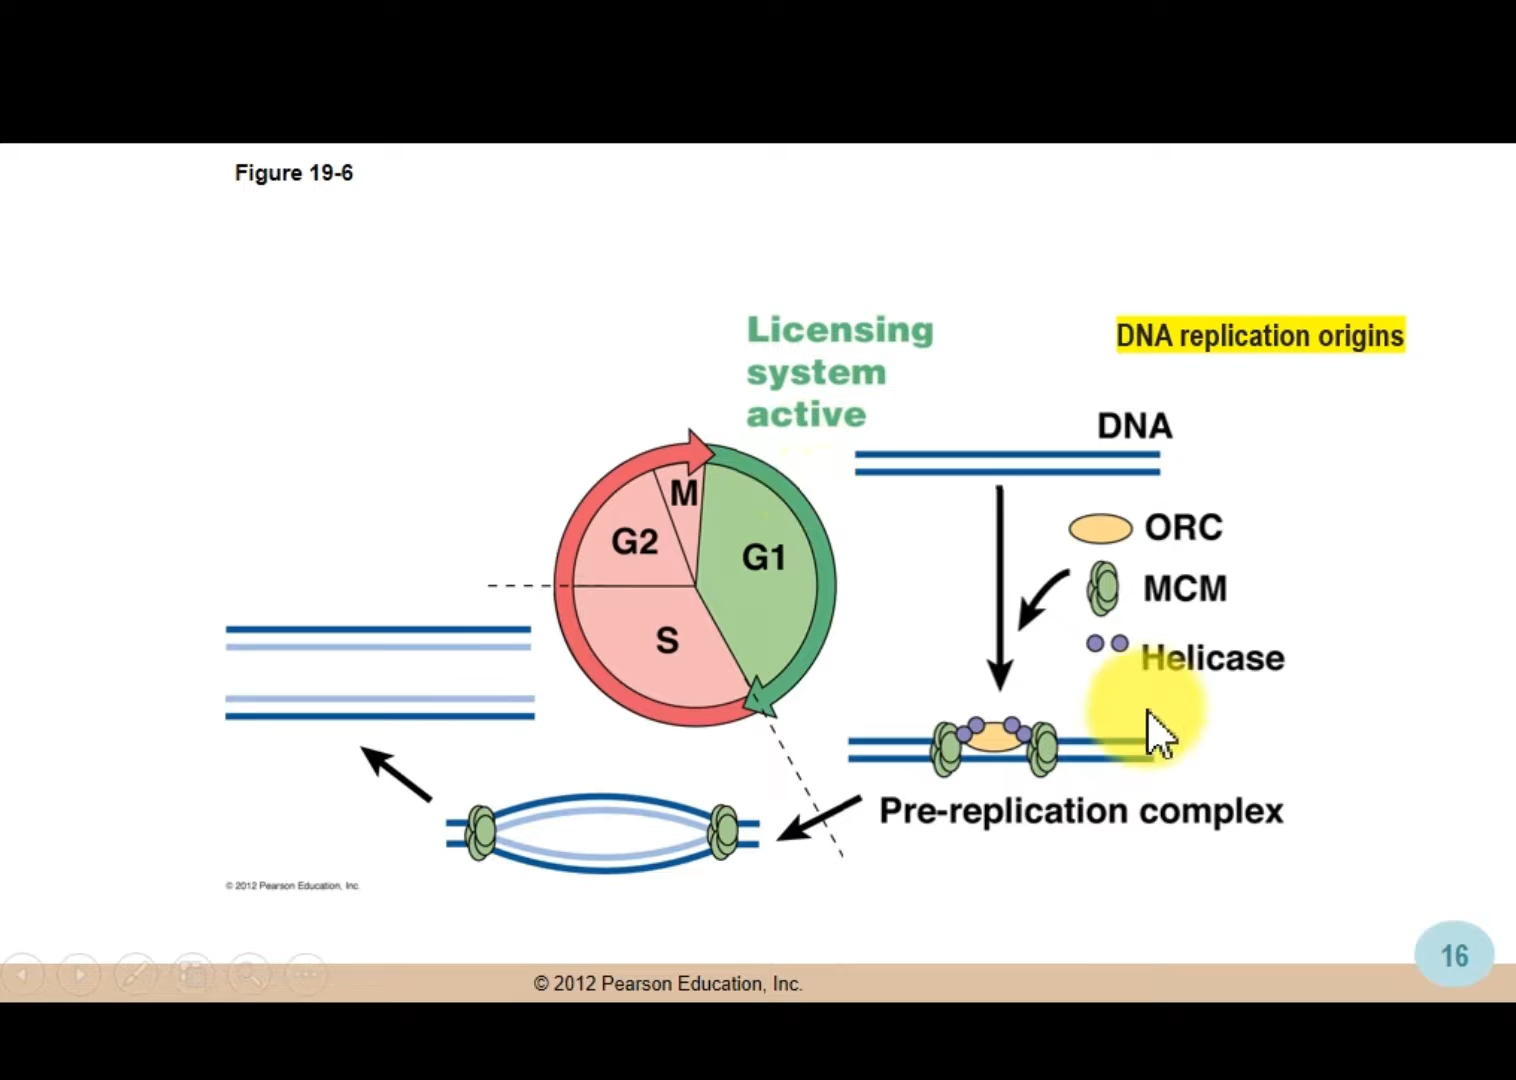 Figure 19-6
Licensing
system
active
DNA replication origins
DNA
ORC
MCM
Helicase
M
G2
G1
S
Pre-replication complex
© 2012 Pearson Education, Inc.
16
© 2012 Pearson Education, Inc.